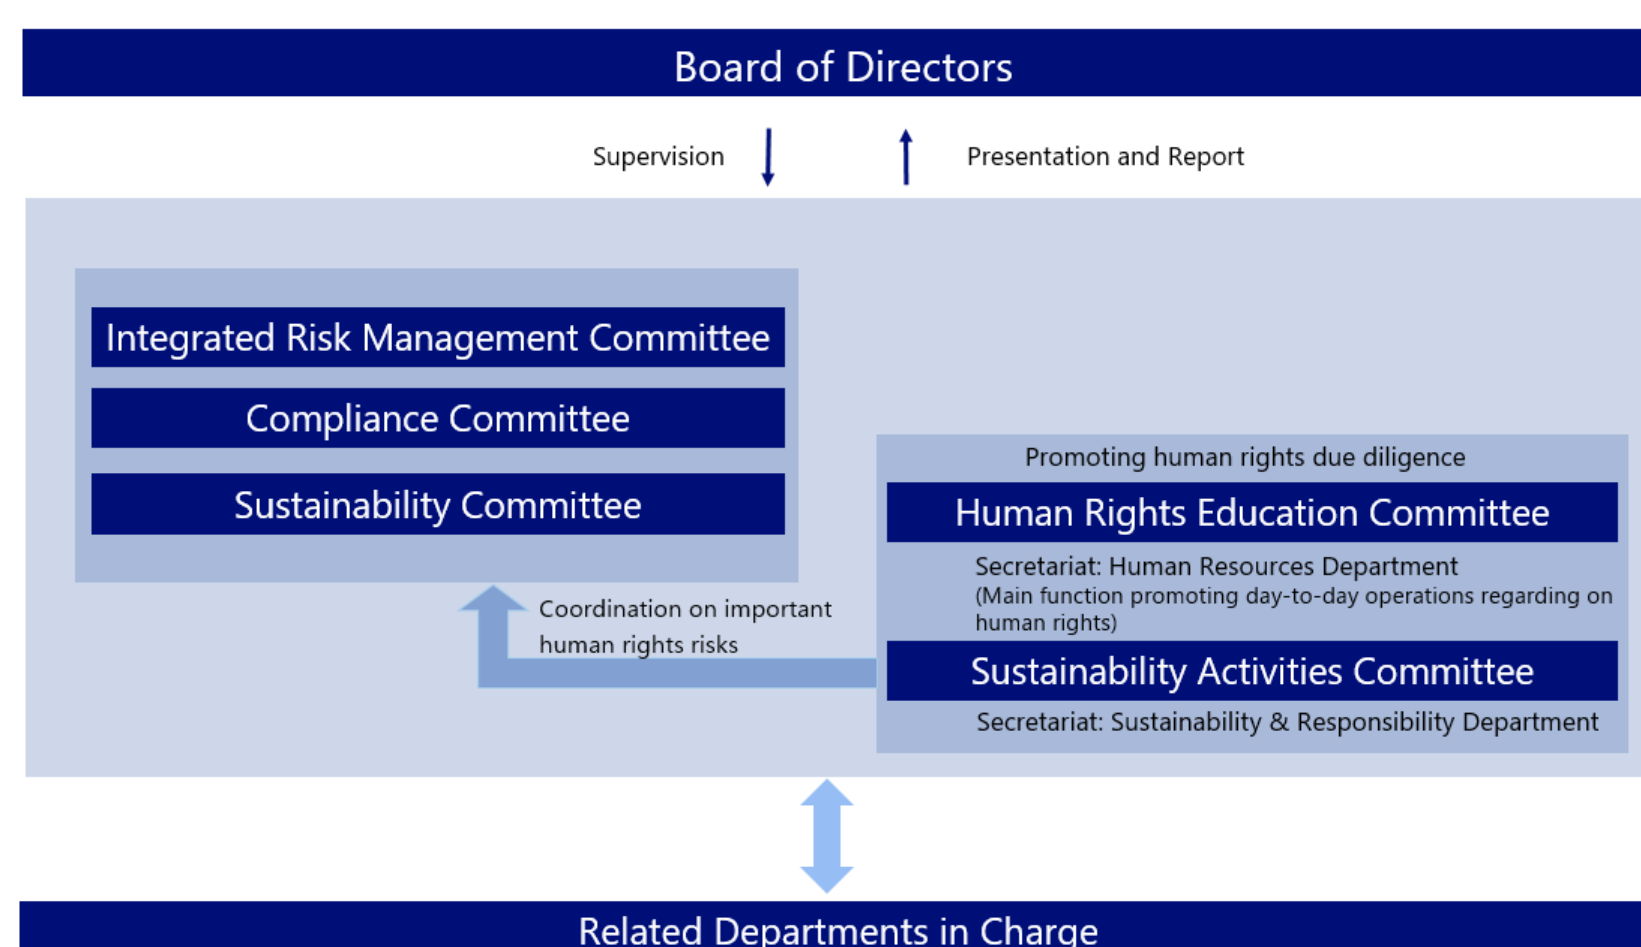 Board of Directors
Supervision
Presentation and Report
Integrated Risk Management Committee
Compliance Committee
Sustainability Committee
Coordination on important
human rights risks
Promoting human rights due diligence
Human Rights Education Committee
Secretariat: Human Resources Department
(Main function promoting day-to-day operations regarding on
human rights)
Sustainability Activities Committee
Secretariat: Sustainability & Responsibility Department
Related Departments in Charge